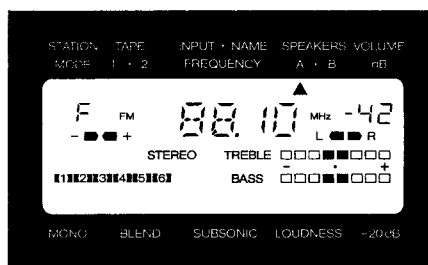 STATION TAPE INPUT · NAME SPEAKERS VOLUME
MODE 1 · 2 FREQUENCY A · B dB
F FM 88.10 MHz -42
- + L R
STEREO TREBLE
- · +
[1][2][3][4][5][6] BASS
MONO BLEND SUBSONIC LOUDNESS -20dB